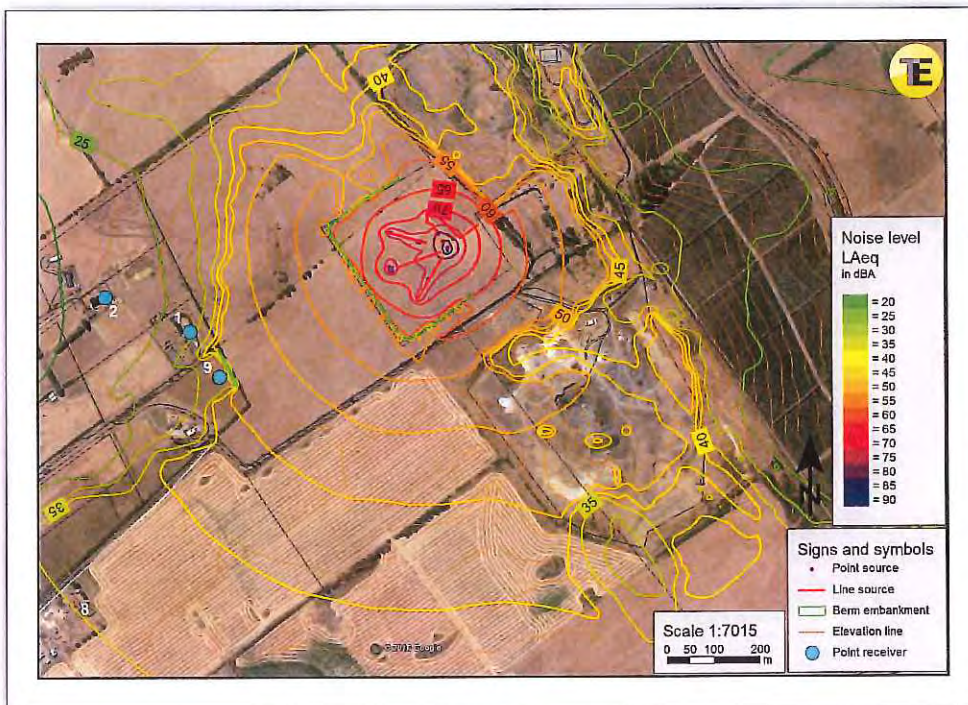 TE
40
25
55
65
70
60
45
50
2
1
9
40
35
35
8
Noise level
LAeq
in dBA
= 20
= 25
= 30
= 35
= 40
= 45
= 50
= 55
= 60
= 65
= 70
= 75
= 80
= 85
= 90
Signs and symbols
Point source
Line source
Berm embankment
Elevation line
Point receiver
Scale 1:7015
0 50 100 200
m
N
Google